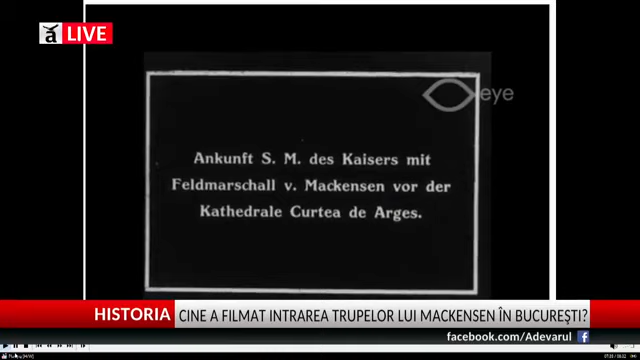 á LIVE
eye
Ankunft S. M. des Kaisers mit
Feldmarschall v. Mackensen vor der
Kathedrale Curtea de Arges.
HISTORIA CINE A FILMAT INTRAREA TRUPELOR LUI MACKENSEN ÎN BUCUREŞTI?
facebook.com/Adevarul